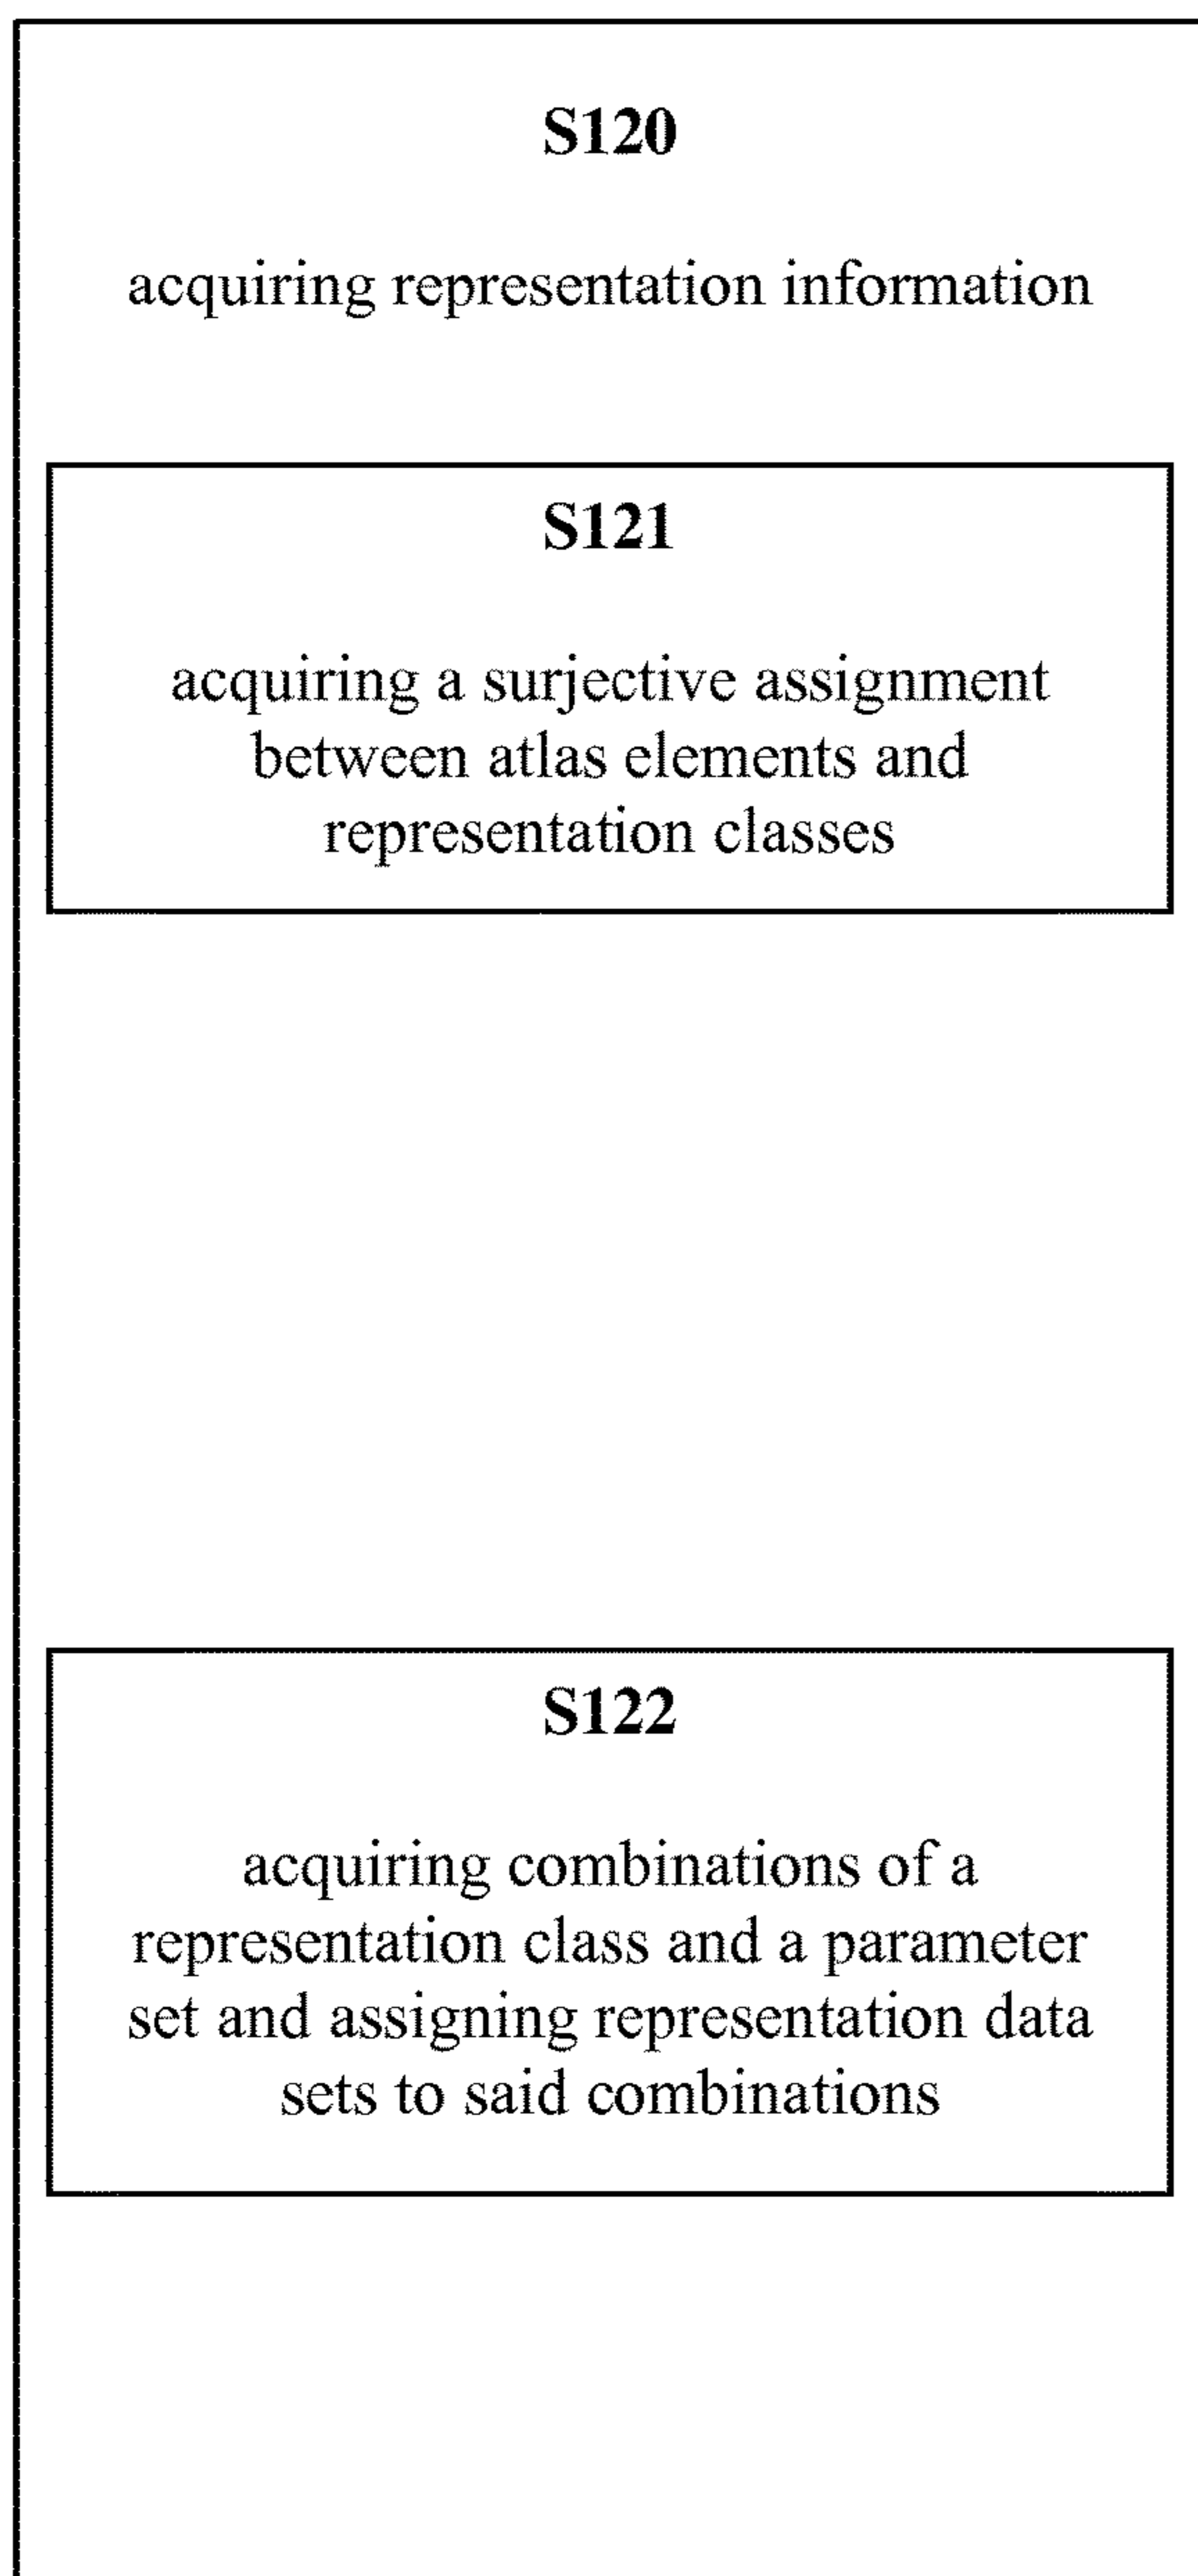 S120
acquiring representation information
S121
acquiring a surjective assignment
between atlas elements and
representation classes
S122
acquiring combinations of a
representation class and a parameter
set and assigning representation data
sets to said combinations